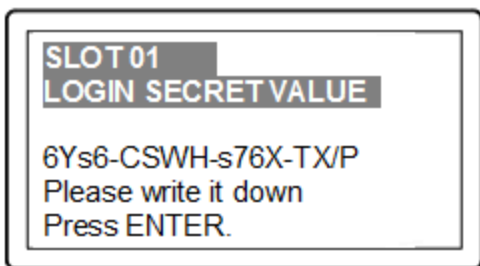 SLOT 01
LOGIN SECRET VALUE
6Ys6-CSWH-s76X-TX/P
Please write it down
Press ENTER.